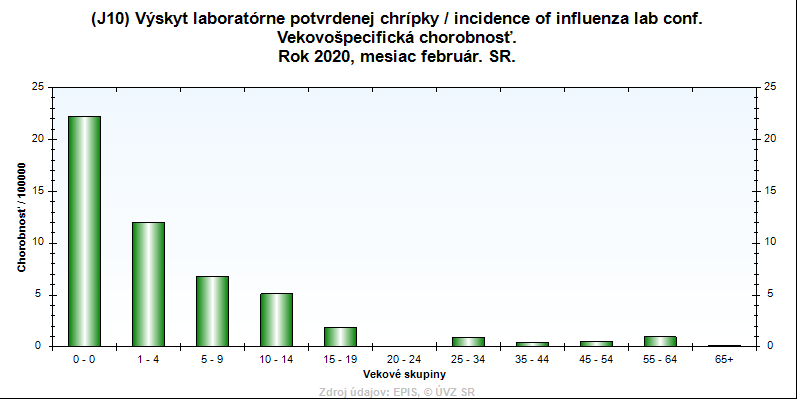 (J10) Výskyt laboratórne potvrdenej chrípky / incidence of influenza lab conf.
Vekovošpecifická chorobnosť.
Rok 2020, mesiac február. SR.
25 25
20 20
15 15
10 10
5 5
0 0
Chorobnosť / 100000
0 - 0 1 - 4 5 - 9 10 - 14 15 - 19 20 - 24 25 - 34 35 - 44 45 - 54 55 - 64 65+
Vekové skupiny
Zdroj údajov: EPIS, © ÚVZ SR